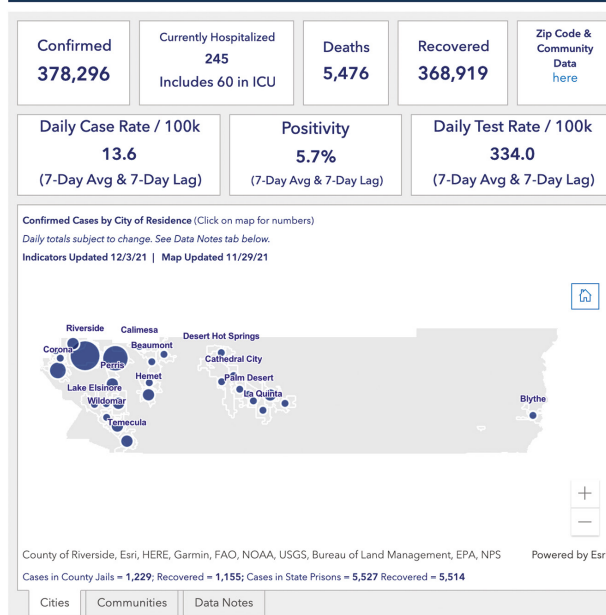 Confirmed
378,296
Currently Hospitalized
245
Includes 60 in ICU
Deaths
5,476
Recovered
368,919
Zip Code &
Community
Data
here
Daily Case Rate / 100k
13.6
(7-Day Avg & 7-Day Lag)
Positivity
5.7%
(7-Day Avg & 7-Day Lag)
Daily Test Rate / 100k
334.0
(7-Day Avg & 7-Day Lag)
Confirmed Cases by City of Residence (Click on map for numbers)
Daily totals subject to change. See Data Notes tab below.
Indicators Updated 12/3/21 | Map Updated 11/29/21
Riverside
Calimesa
Desert Hot Springs
Corona
Beaumont
Cathedral City
Perris
Hemet
Palm Desert
Lake Elsinore
La Quinta
Wildomar
Blythe
Temecula
County of Riverside, Esri, HERE, Garmin, FAO, NOAA, USGS, Bureau of Land Management, EPA, NPS
Powered by Esr
Cases in County Jails = 1,229; Recovered = 1,155; Cases in State Prisons = 5,527 Recovered = 5,514
Cities
Communities
Data Notes